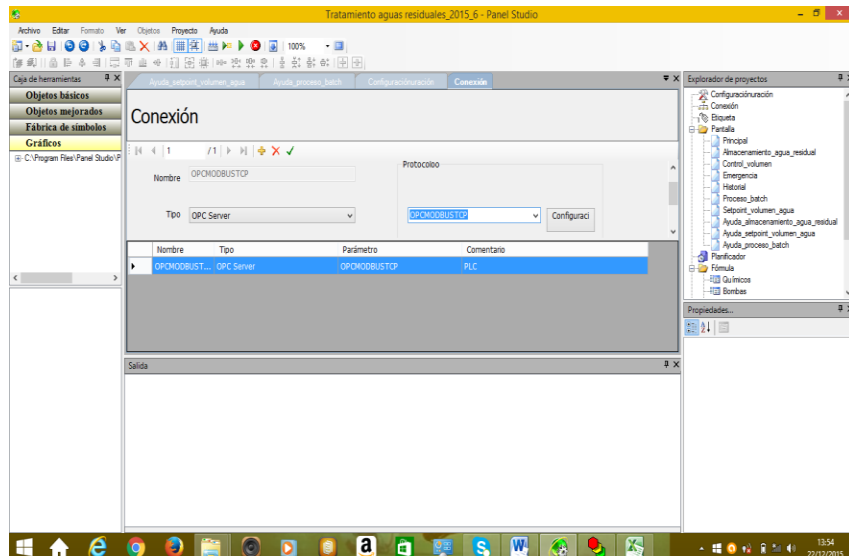 Tratamiento aguas residuales_2015_6 - Panel Studio
Archivo Editar Formato Ver Objetos Proyecto Ayuda
100%
Caja de herramientas
Objetos básicos
Objetos mejorados
Fábrica de símbolos
Gráficos
C:\Program Files\Panel Studio\P
Ayuda_setpoint_volumen_agua Ayuda_proceso_batch Configuraciónuración Conexión
Conexión
1 /1
Nombre OPCMODBUSTCP
Protocoloo
Tipo OPC Server OPCMODBUSTCP Configuraci
Nombre Tipo Parámetro Comentario
OPCMODBUST... OPC Server OPCMODBUSTCP PLC
Salida
Explorador de proyectos
Configuraciónuración
Conexión
Etiqueta
Pantalla
Principal
Almacenamiento_agua_residual
Control_volumen
Emergencia
Historial
Proceso_batch
Setpoint_volumen_agua
Ayuda_almacenamiento_agua_residual
Ayuda_setpoint_volumen_agua
Ayuda_proceso_batch
Planificador
Fórmula
Químicos
Bombas
Propiedades...
13:54
22/12/2015